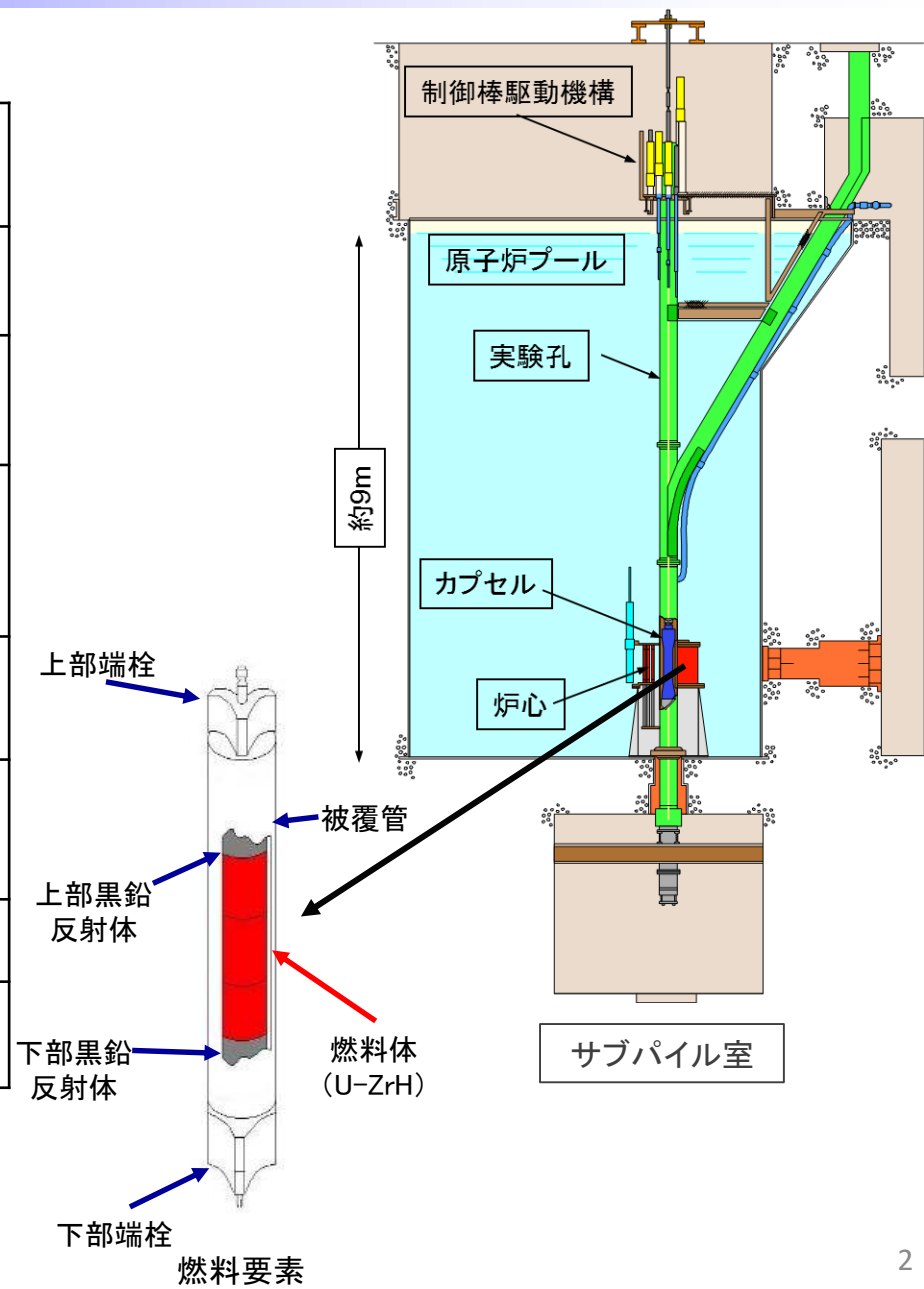 制御棒駆動機構
原子炉プール
実験孔
約9m
カプセル
炉心
上部端栓
被覆管
上部黒鉛
反射体
下部黒鉛
反射体
燃料体
（U-ZrH）
サブパイル室
下部端栓
燃料要素
2